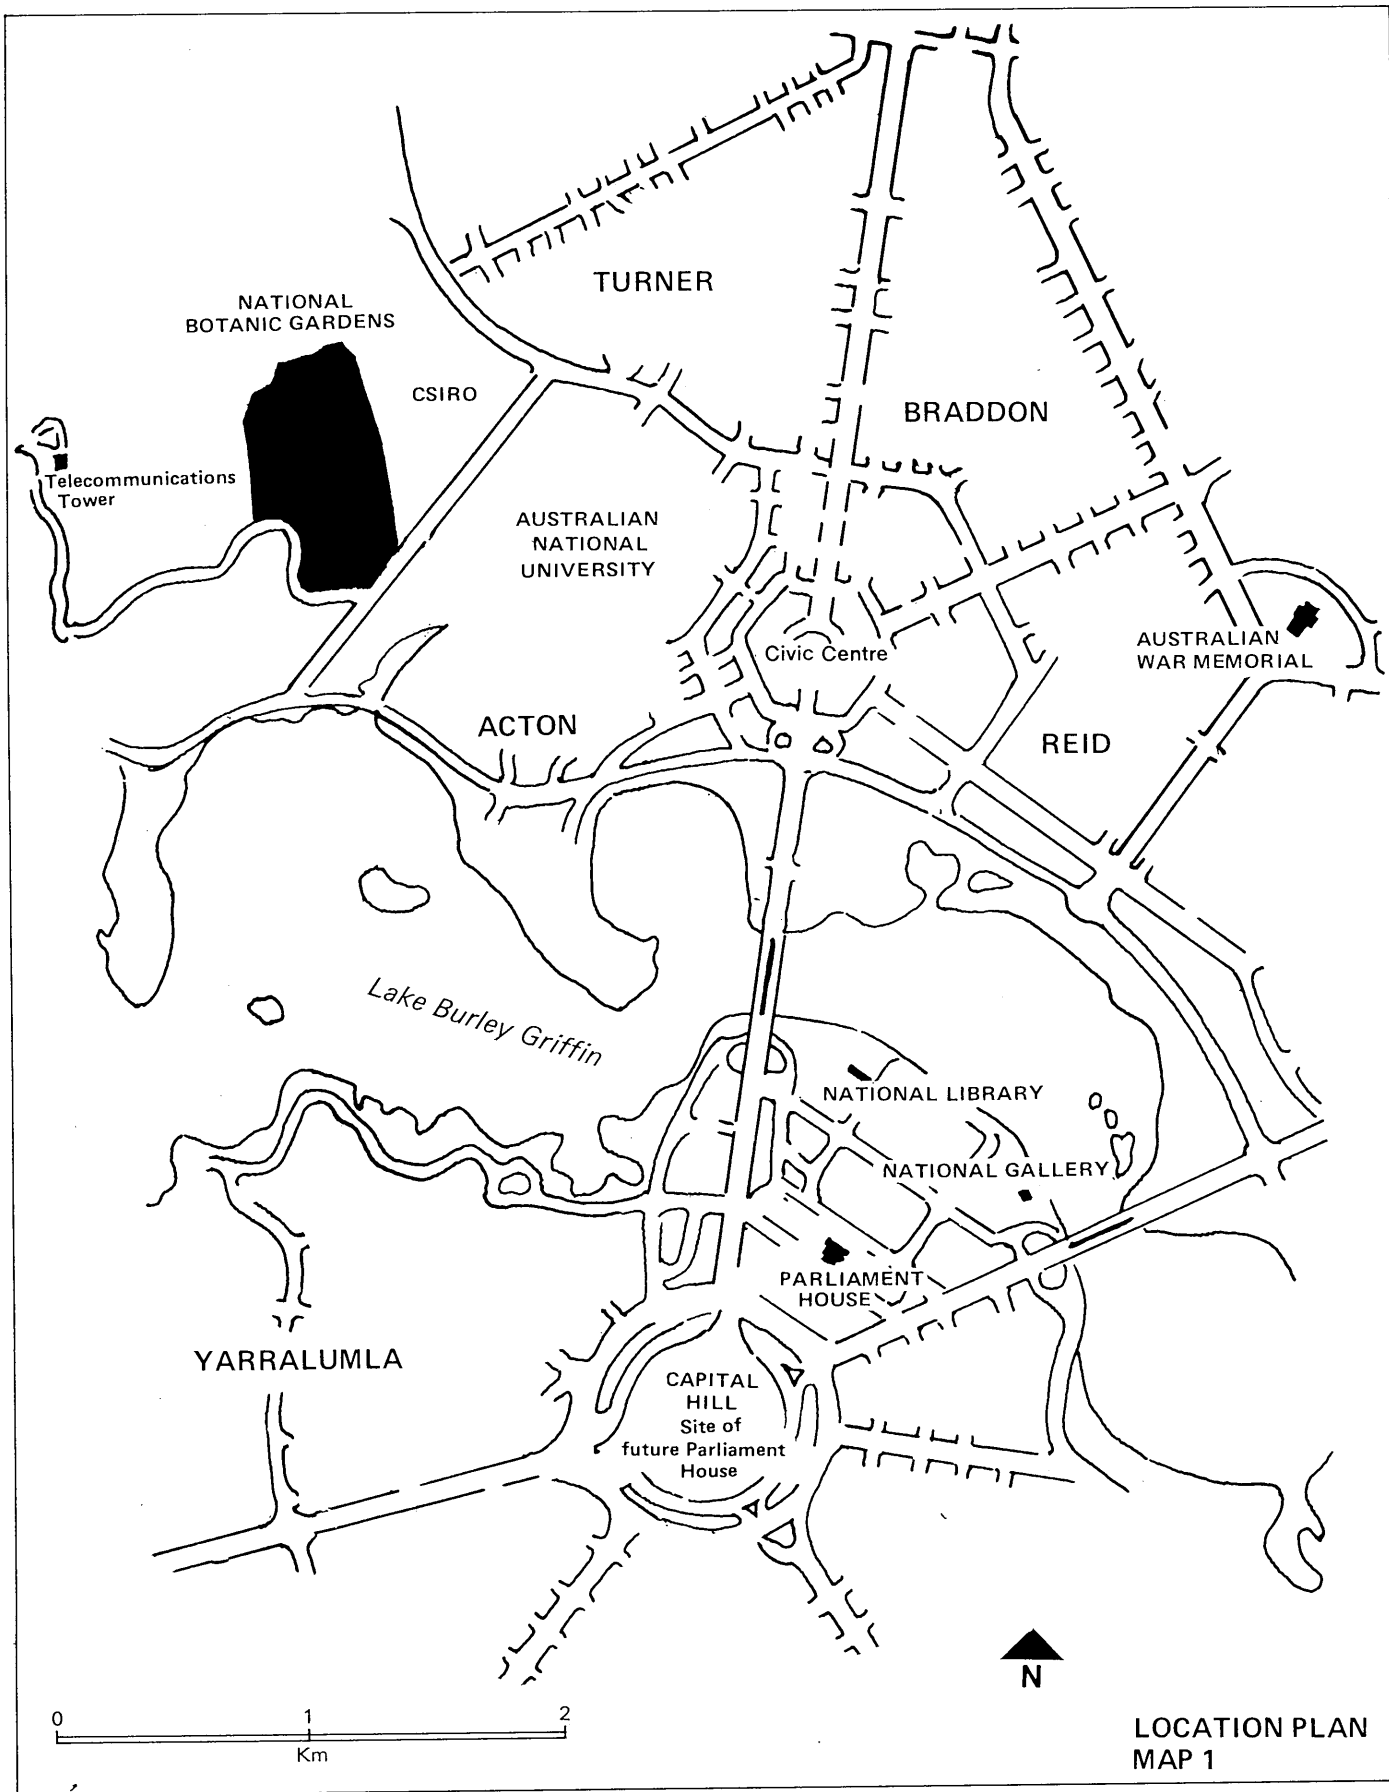 TURNER
NATIONAL
BOTANIC GARDENS
CSIRO
BRADDON
Telecommunications
Tower
AUSTRALIAN
NATIONAL
UNIVERSITY
Civic Centre
AUSTRALIAN
WAR MEMORIAL
ACTON
REID
Lake Burley Griffin
NATIONAL LIBRARY
NATIONAL GALLERY
PARLIAMENT
HOUSE
YARRALUMLA
CAPITAL
HILL
Site of
future Parliament
House
N
0 1 2
Km
LOCATION PLAN
MAP 1